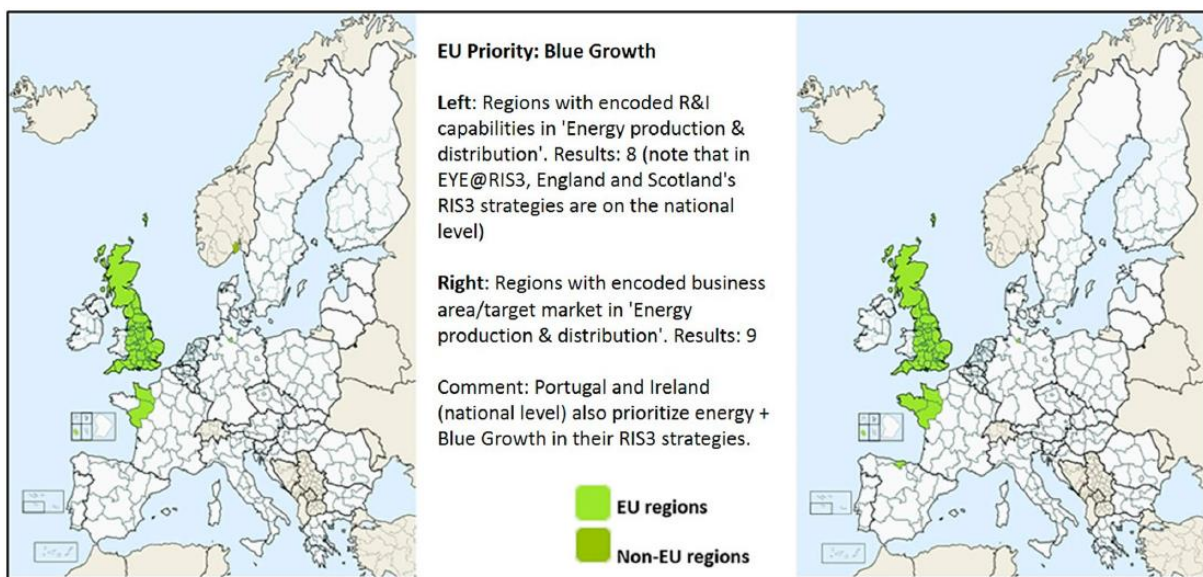 EU Priority: Blue Growth
Left: Regions with encoded R&I
capabilities in 'Energy production &
distribution'. Results: 8 (note that in
EYE@RIS3, England and Scotland's
RIS3 strategies are on the national
level)
Right: Regions with encoded business
area/target market in 'Energy
production & distribution'. Results: 9
Comment: Portugal and Ireland
(national level) also prioritize energy +
Blue Growth in their RIS3 strategies.
EU regions
Non-EU regions